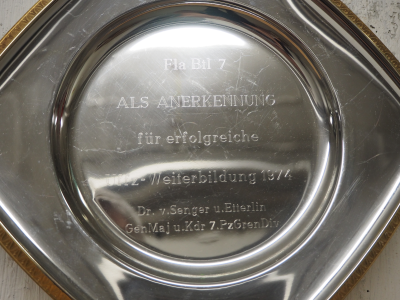 Fla Btl 7
ALS ANERKENNUNG
für erfolgreiche
Weiterbildung 1974
Dr. v. Senger u. Etterlin
GenMaj u. Kdr 7. PzGrenDiv